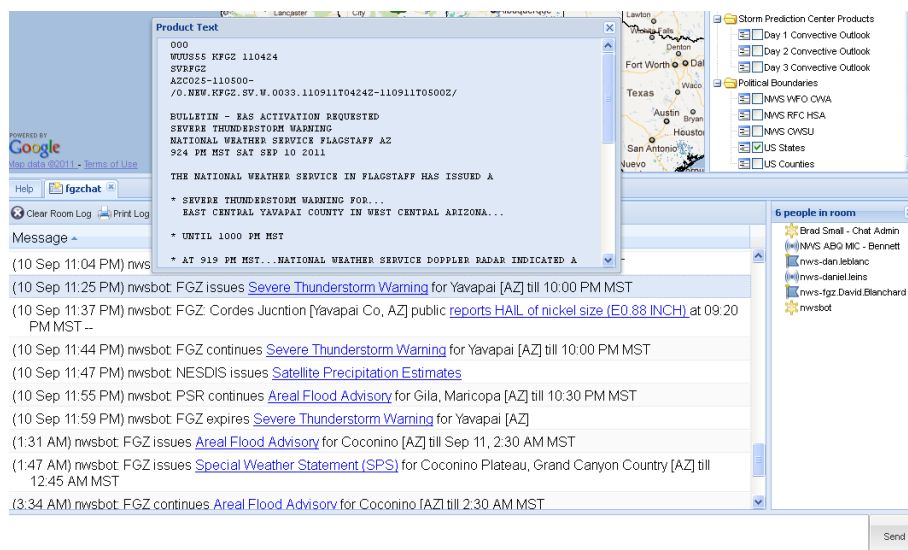 Lancaster
City
Albuquerque
Lawton
Wichita Falls
Denton
Fort Worth
Dal
Texas
Waco
Austin
Bryan
Housto
San Antonio
Nuevo
POWERED BY
Google
Map data ©2011 - Terms of Use
Product Text
000
WUUS55 KFGZ 110424
SVRFGZ
AZC025-110500-
/O.NEW.KFGZ.SV.W.0033.110911T0424Z-110911T0500Z/
BULLETIN - EAS ACTIVATION REQUESTED
SEVERE THUNDERSTORM WARNING
NATIONAL WEATHER SERVICE FLAGSTAFF AZ
924 PM MST SAT SEP 10 2011
THE NATIONAL WEATHER SERVICE IN FLAGSTAFF HAS ISSUED A
* SEVERE THUNDERSTORM WARNING FOR...
EAST CENTRAL YAVAPAI COUNTY IN WEST CENTRAL ARIZONA...
* UNTIL 1000 PM MST
* AT 919 PM MST...NATIONAL WEATHER SERVICE DOPPLER RADAR INDICATED A
Storm Prediction Center Products
Day 1 Convective Outlook
Day 2 Convective Outlook
Day 3 Convective Outlook
Political Boundaries
NWS WFO CWA
NWS RFC HSA
NWS CWSU
US States
US Counties
Help
fgzchat
Clear Room Log
Print Log
Message
(10 Sep 11:04 PM) nws
(10 Sep 11:25 PM) nwsbot: FGZ issues Severe Thunderstorm Warning for Yavapai [AZ] till 10:00 PM MST
(10 Sep 11:37 PM) nwsbot: FGZ: Cordes Jucntion [Yavapai Co, AZ] public reports HAIL of nickel size (E0.88 INCH) at 09:20
PM MST --
(10 Sep 11:44 PM) nwsbot: FGZ continues Severe Thunderstorm Warning for Yavapai [AZ] till 10:00 PM MST
(10 Sep 11:47 PM) nwsbot: NESDIS issues Satellite Precipitation Estimates
(10 Sep 11:55 PM) nwsbot: PSR continues Areal Flood Advisory for Gila, Maricopa [AZ] till 10:30 PM MST
(10 Sep 11:59 PM) nwsbot: FGZ expires Severe Thunderstorm Warning for Yavapai [AZ]
(1:31 AM) nwsbot: FGZ issues Areal Flood Advisory for Coconino [AZ] till Sep 11, 2:30 AM MST
(1:47 AM) nwsbot: FGZ issues Special Weather Statement (SPS) for Coconino Plateau, Grand Canyon Country [AZ] till
12:45 AM MST
(3:34 AM) nwsbot: FGZ continues Areal Flood Advisory for Coconino [AZ] till 2:30 AM MST
6 people in room
Brad Small - Chat Admin
NWS ABQ MIC - Bennett
nws-dan.leblanc
nws-daniel.leins
nws-fgz.David.Blanchard
nwsbot
Send